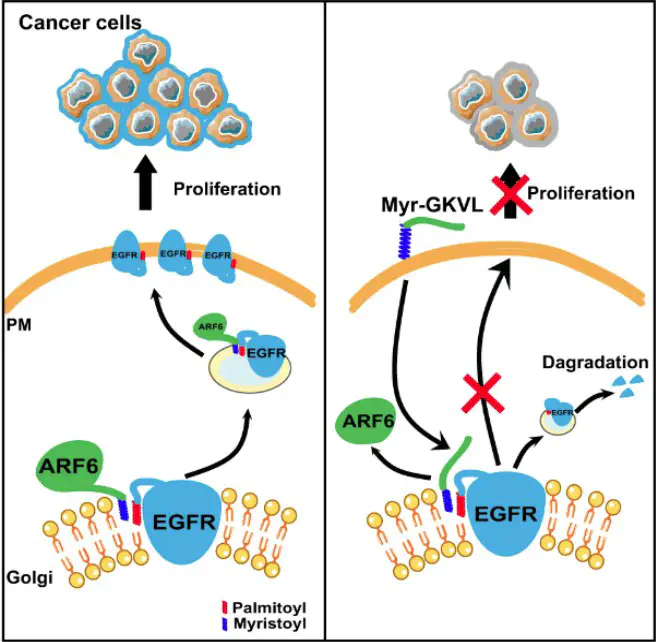 Cancer cells
Proliferation
EGFR
EGFR
EGFR
PM
ARF6
EGFR
ARF6
EGFR
Golgi
Palmitoyl
Myristoyl
Proliferation
Myr-GKVL
Dagradation
EGFR
ARF6
EGFR